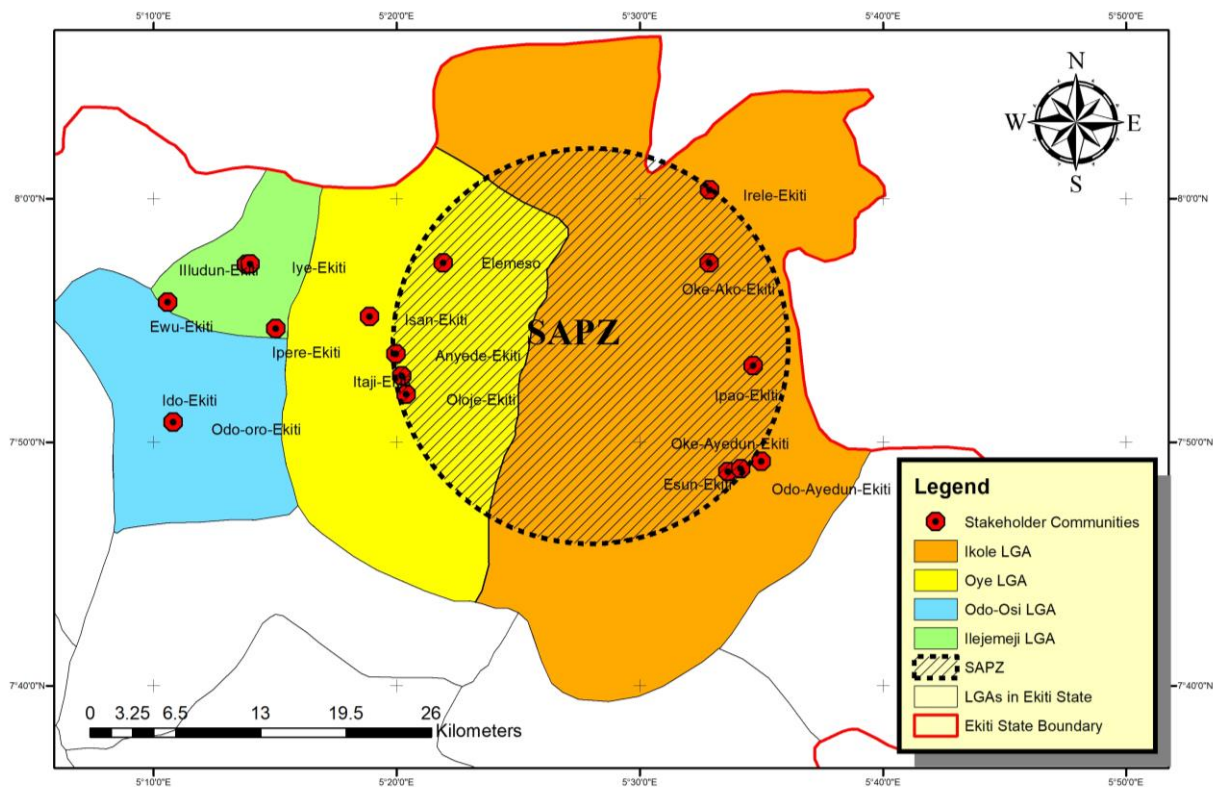 5°10'0"E 5°20'0"E 5°30'0"E 5°40'0"E 5°50'0"E
N
W E
S
8°0'0"N 8°0'0"N
Irele-Ekiti
Illudun-Ekiti Iye-Ekiti Elemeso
Oke-Ako-Ekiti
Ewu-Ekiti Isan-Ekiti
SAPZ
Ipere-Ekiti Anyede-Ekiti
Itaji-Ekiti
Ido-Ekiti Oloje-Ekiti Ipao-Ekiti
Odo-oro-Ekiti
7°50'0"N Oke-Ayedun-Ekiti 7°50'0"N
Esun-Ekiti Odo-Ayedun-Ekiti
Legend
Stakeholder Communities
Ikole LGA
Oye LGA
Odo-Osi LGA
Ilejemeji LGA
SAPZ
LGAs in Ekiti State
Ekiti State Boundary
7°40'0"N 7°40'0"N
0 3.25 6.5 13 19.5 26
Kilometers
5°10'0"E 5°20'0"E 5°30'0"E 5°40'0"E 5°50'0"E